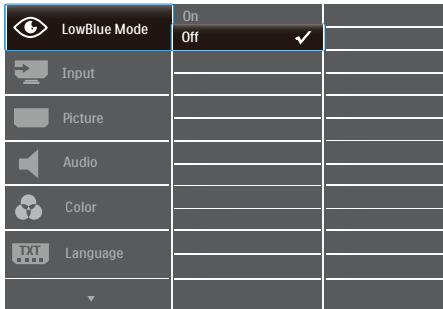 LowBlue Mode
On
Off
Input
Picture
Audio
Color
TXT
Language